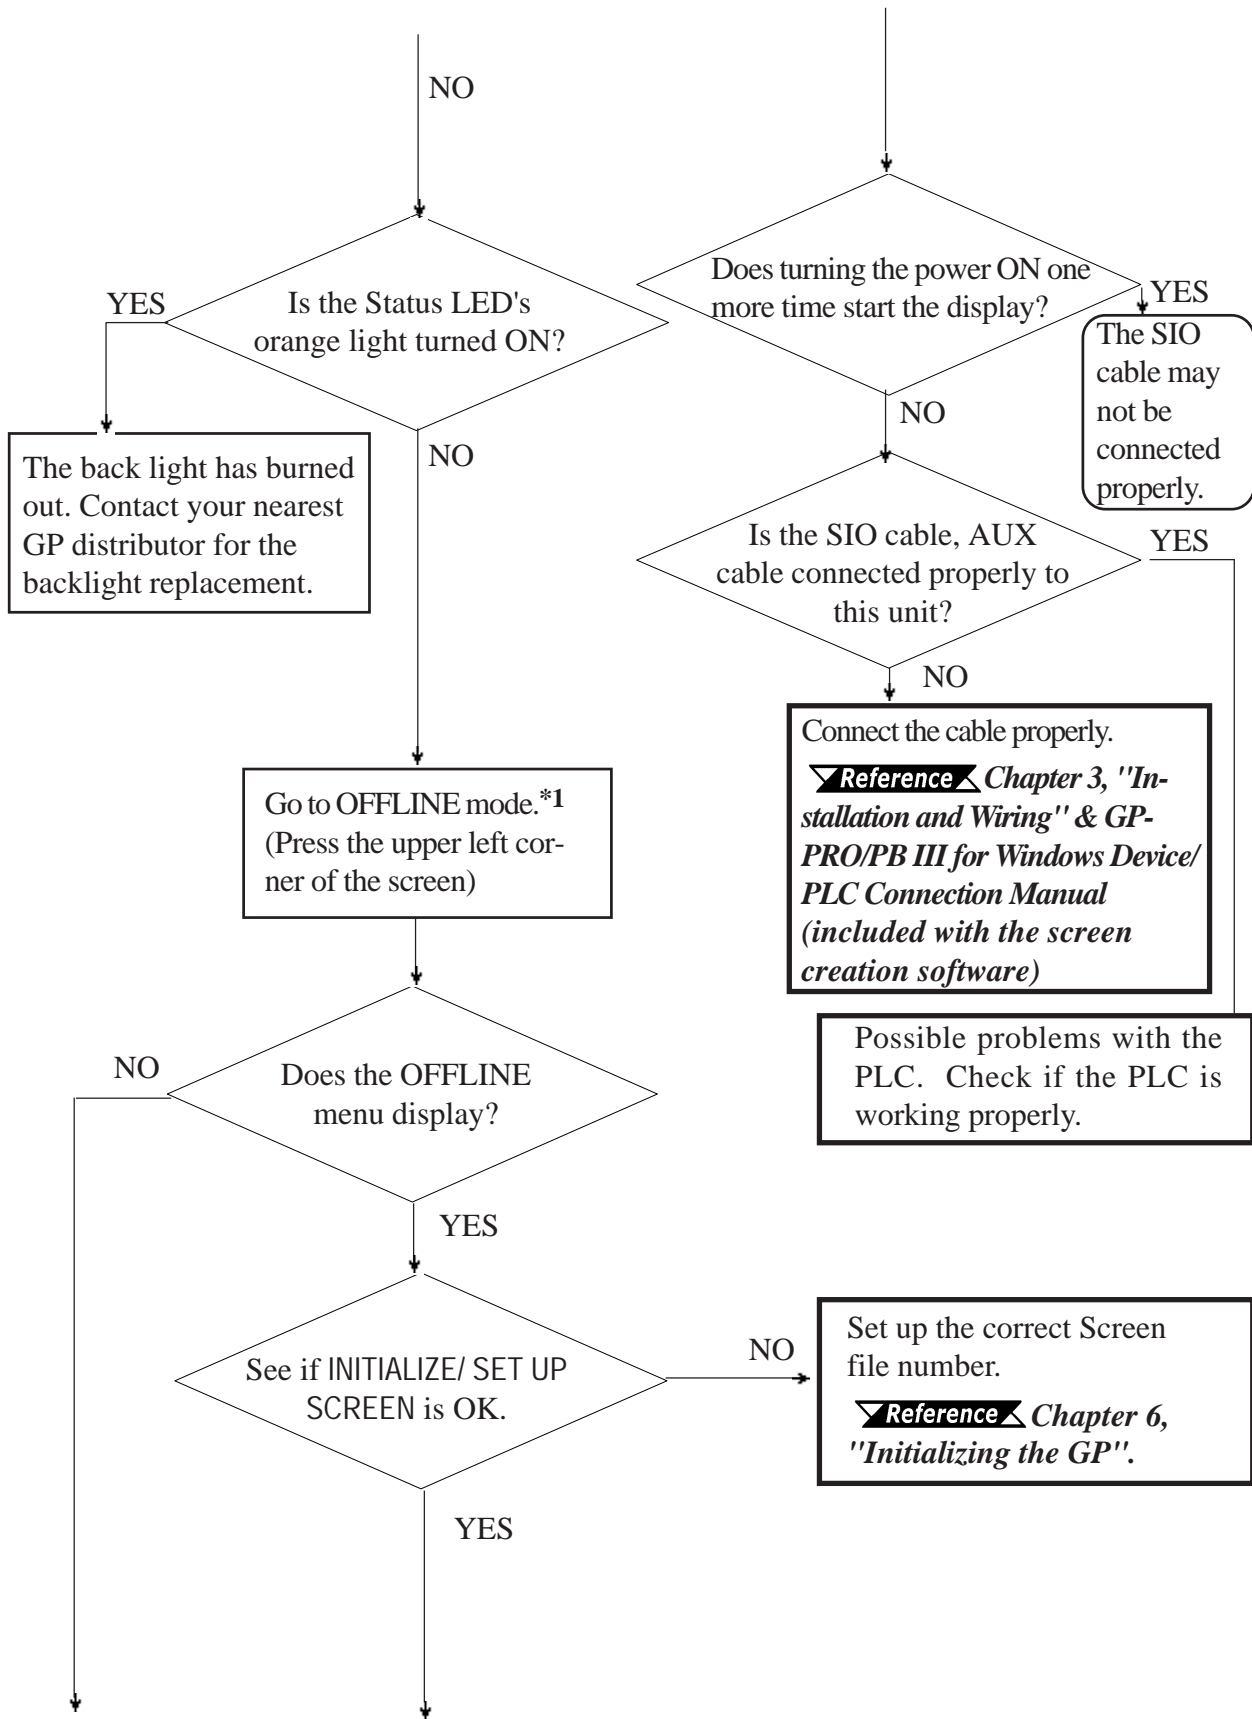 NO
YES
Is the Status LED's
orange light turned ON?
NO
The back light has burned
out. Contact your nearest
GP distributor for the
backlight replacement.
Go to OFFLINE mode.*1
(Press the upper left cor-
ner of the screen)
NO
Does the OFFLINE
menu display?
YES
See if INITIALIZE/ SET UP
SCREEN is OK.
NO
Set up the correct Screen
file number.
Reference Chapter 6,
"Initializing the GP".
YES
Does turning the power ON one
more time start the display?
YES
The SIO
cable may
not be
connected
properly.
NO
Is the SIO cable, AUX
cable connected properly to
this unit?
YES
NO
Connect the cable properly.
Reference Chapter 3, "In-
stallation and Wiring" & GP-
PRO/PB III for Windows Device/
PLC Connection Manual
(included with the screen
creation software)
Possible problems with the
PLC. Check if the PLC is
working properly.